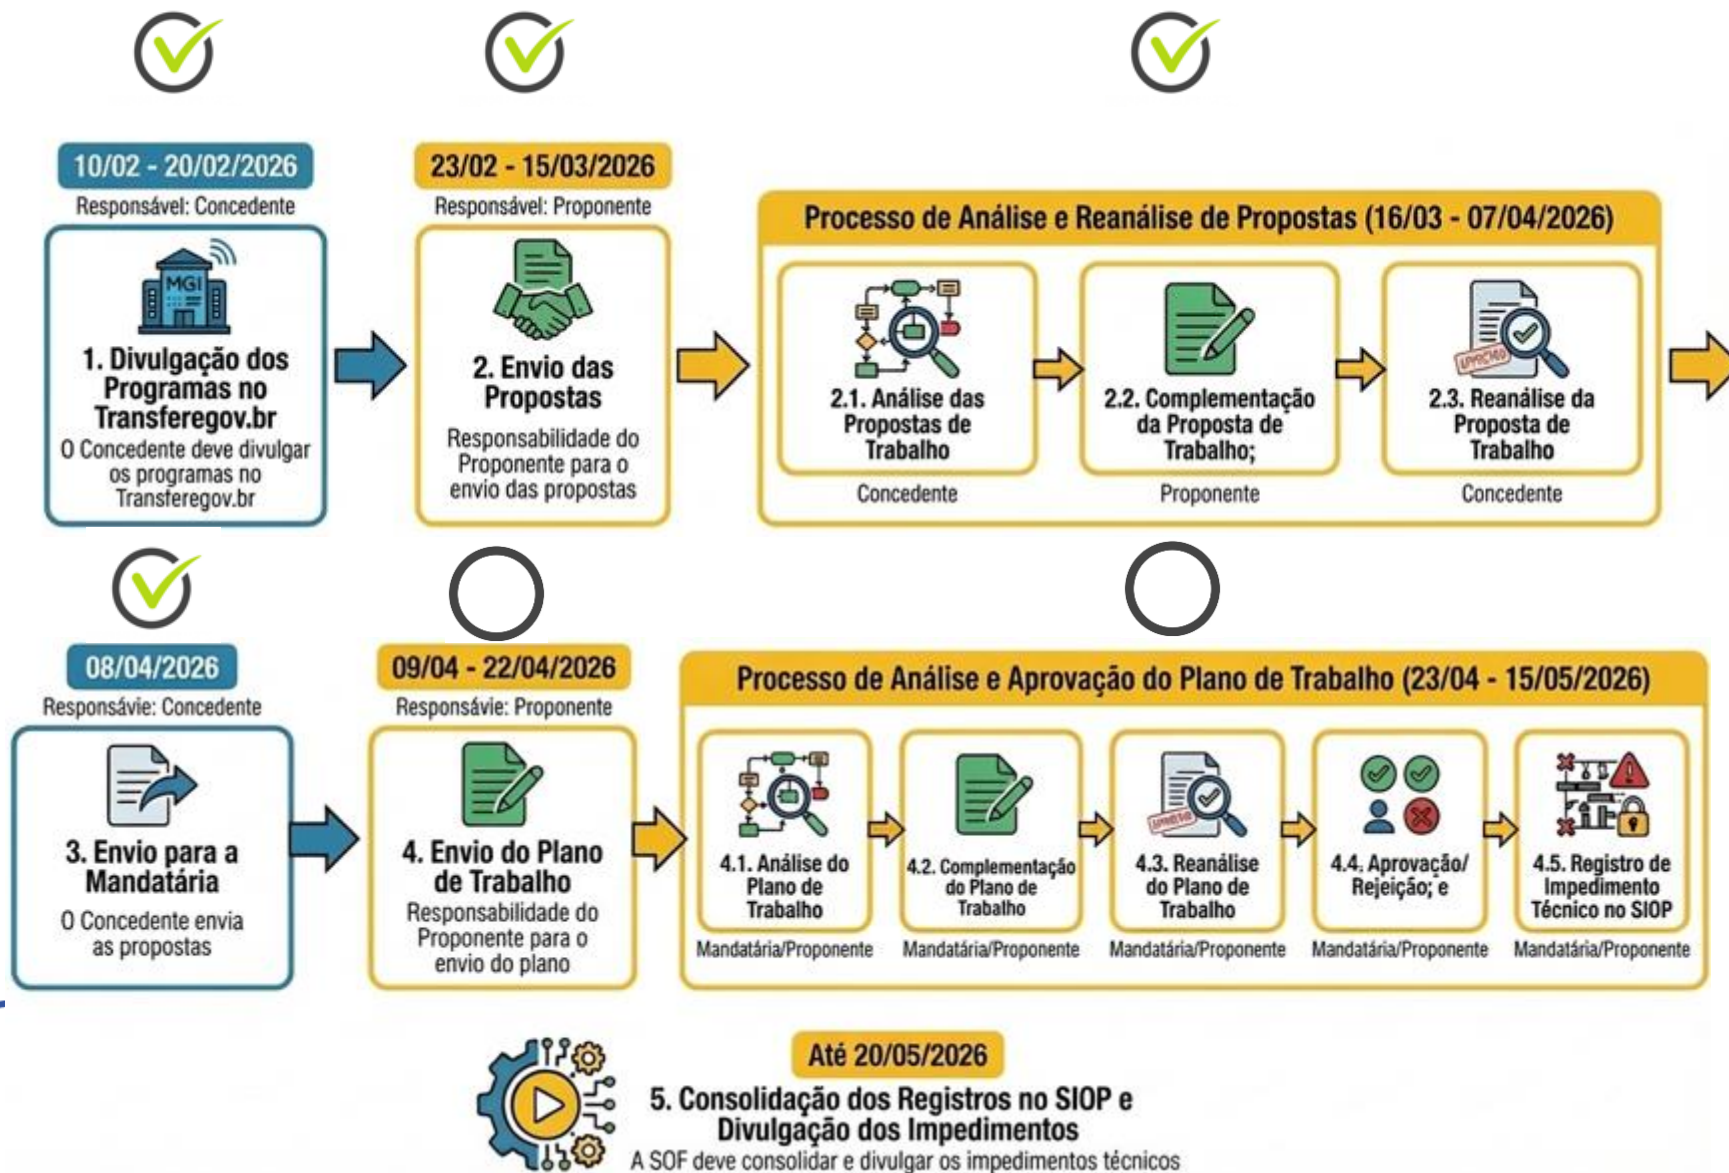 10/02 - 20/02/2026
Responsável: Concedente
MGI
1. Divulgação dos
Programas no
Transferegov.br
O Concedente deve divulgar
os programas no
Transferegov.br
23/02 - 15/03/2026
Responsável: Proponente
2. Envio das
Propostas
Responsabilidade do
Proponente para o
envio das propostas
Processo de Análise e Reanálise de Propostas (16/03 - 07/04/2026)
2.1. Análise das
Propostas de
Trabalho
Concedente
2.2. Complementação
da Proposta de
Trabalho;
Proponente
2.3. Reanálise da
Proposta de
Trabalho
Concedente
08/04/2026
Responsávie: Concedente
3. Envio para a
Mandatária
O Concedente envia
as propostas
09/04 - 22/04/2026
Responsávie: Proponente
4. Envio do Plano
de Trabalho
Responsabilidade do
Proponente para o
envio do plano
Processo de Análise e Aprovação do Plano de Trabalho (23/04 - 15/05/2026)
4.1. Análise do
Plano de
Trabalho
Mandatária/Proponente
4.2. Complementação
do Plano de
Trabalho
Mandatária/Proponente
4.3. Reanálise
do Plano de
Trabalho
Mandatária/Proponente
4.4. Aprovação/
Rejeição; e
Mandatária/Proponente
4.5. Registro de
Impedimento
Técnico no SIOP
Mandatária/Proponente
Até 20/05/2026
5. Consolidação dos Registros no SIOP e
Divulgação dos Impedimentos
A SOF deve consolidar e divulgar os impedimentos técnicos